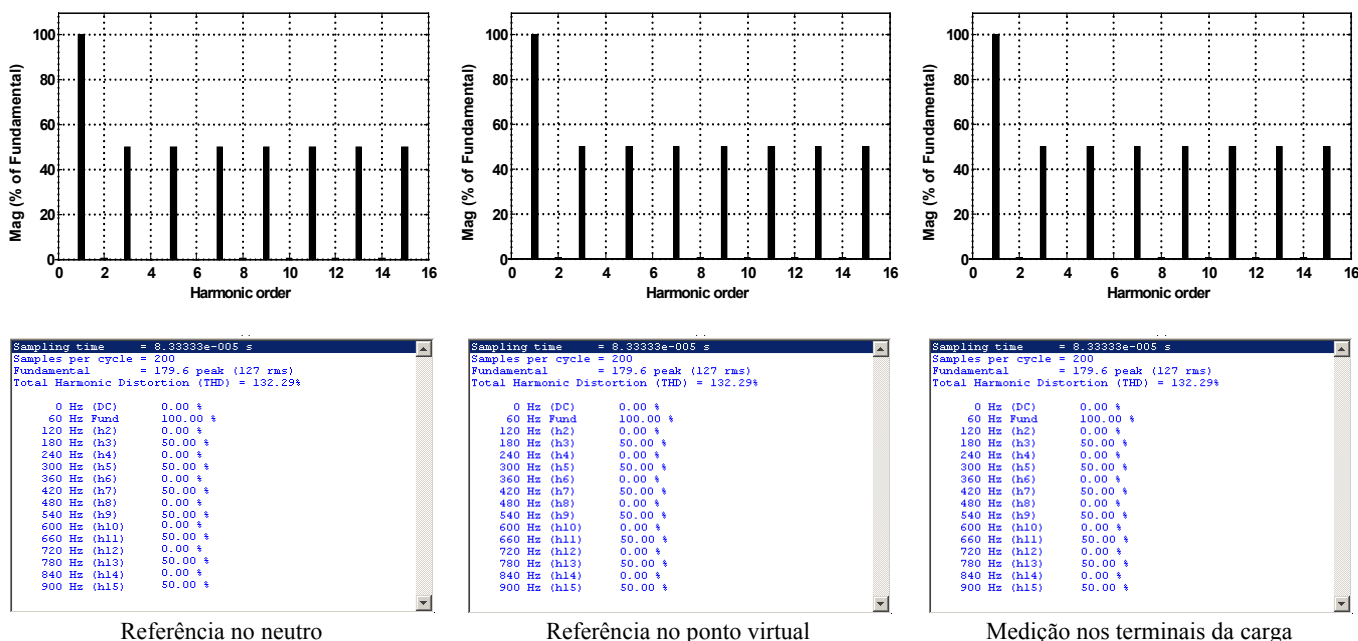 Mag (% of Fundamental)
100
80
60
40
20
0
0 2 4 6 8 10 12 14 16
Harmonic order
Mag (% of Fundamental)
100
80
60
40
20
0
0 2 4 6 8 10 12 14 16
Harmonic order
Mag (% of Fundamental)
100
80
60
40
20
0
0 2 4 6 8 10 12 14 16
Harmonic order
Sampling time = 8.33333e-005 s
Samples per cycle = 200
Fundamental = 179.6 peak (127 rms)
Total Harmonic Distortion (THD) = 132.29%
0 Hz (DC) 0.00 %
60 Hz Fund 100.00 %
120 Hz (h2) 0.00 %
180 Hz (h3) 50.00 %
240 Hz (h4) 0.00 %
300 Hz (h5) 50.00 %
360 Hz (h6) 0.00 %
420 Hz (h7) 50.00 %
480 Hz (h8) 0.00 %
540 Hz (h9) 50.00 %
600 Hz (h10) 0.00 %
660 Hz (h11) 50.00 %
720 Hz (h12) 0.00 %
780 Hz (h13) 50.00 %
840 Hz (h14) 0.00 %
900 Hz (h15) 50.00 %
Referência no neutro
Sampling time = 8.33333e-005 s
Samples per cycle = 200
Fundamental = 179.6 peak (127 rms)
Total Harmonic Distortion (THD) = 132.29%
0 Hz (DC) 0.00 %
60 Hz Fund 100.00 %
120 Hz (h2) 0.00 %
180 Hz (h3) 50.00 %
240 Hz (h4) 0.00 %
300 Hz (h5) 50.00 %
360 Hz (h6) 0.00 %
420 Hz (h7) 50.00 %
480 Hz (h8) 0.00 %
540 Hz (h9) 50.00 %
600 Hz (h10) 0.00 %
660 Hz (h11) 50.00 %
720 Hz (h12) 0.00 %
780 Hz (h13) 50.00 %
840 Hz (h14) 0.00 %
900 Hz (h15) 50.00 %
Referência no ponto virtual
Sampling time = 8.33333e-005 s
Samples per cycle = 200
Fundamental = 179.6 peak (127 rms)
Total Harmonic Distortion (THD) = 132.29%
0 Hz (DC) 0.00 %
60 Hz Fund 100.00 %
120 Hz (h2) 0.00 %
180 Hz (h3) 50.00 %
240 Hz (h4) 0.00 %
300 Hz (h5) 50.00 %
360 Hz (h6) 0.00 %
420 Hz (h7) 50.00 %
480 Hz (h8) 0.00 %
540 Hz (h9) 50.00 %
600 Hz (h10) 0.00 %
660 Hz (h11) 50.00 %
720 Hz (h12) 0.00 %
780 Hz (h13) 50.00 %
840 Hz (h14) 0.00 %
900 Hz (h15) 50.00 %
Medição nos terminais da carga